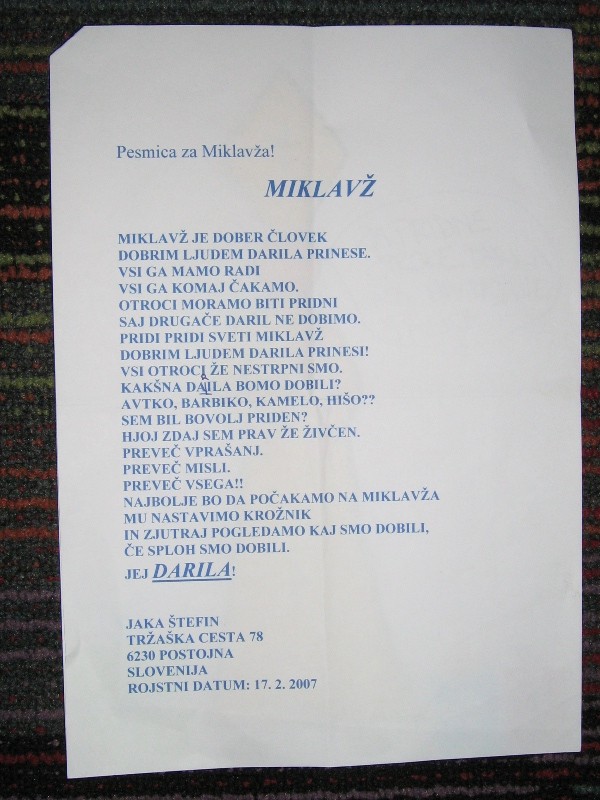 Pesmica za Miklavža!
MIKLAVŽ
MIKLAVŽ JE DOBER ČLOVEK
DOBRIM LJUDEM DARILA PRINESE.
VSI GA MAMO RADI
VSI GA KOMAJ ČAKAMO.
OTROCI MORAMO BITI PRIDNI
SAJ DRUGAČE DARIL NE DOBIMO.
PRIDI PRIDI SVETI MIKLAVŽ
DOBRIM LJUDEM DARILA PRINESI!
VSI OTROCI ŽE NESTRPNI SMO.
KAKŠNA DAILA BOMO DOBILI?
AVTKO, BARBIKO, KAMELO, HIŠO??
SEM BIL BOVOLJ PRIDEN?
HJOJ ZDAJ SEM PRAV ŽE ŽIVČEN.
PREVEČ VPRAŠANJ.
PREVEČ MISLI.
PREVEČ VSEGA!!
NAJBOLJE BO DA POČAKAMO NA MIKLAVŽA
MU NASTAVIMO KROŽNIK
IN ZJUTRAJ POGLEDAMO KAJ SMO DOBILI,
ČE SPLOH SMO DOBILI.
JEJ DARILA!
JAKA ŠTEFIN
TRŽAŠKA CESTA 78
6230 POSTOJNA
SLOVENIJA
ROJSTNI DATUM: 17. 2. 2007